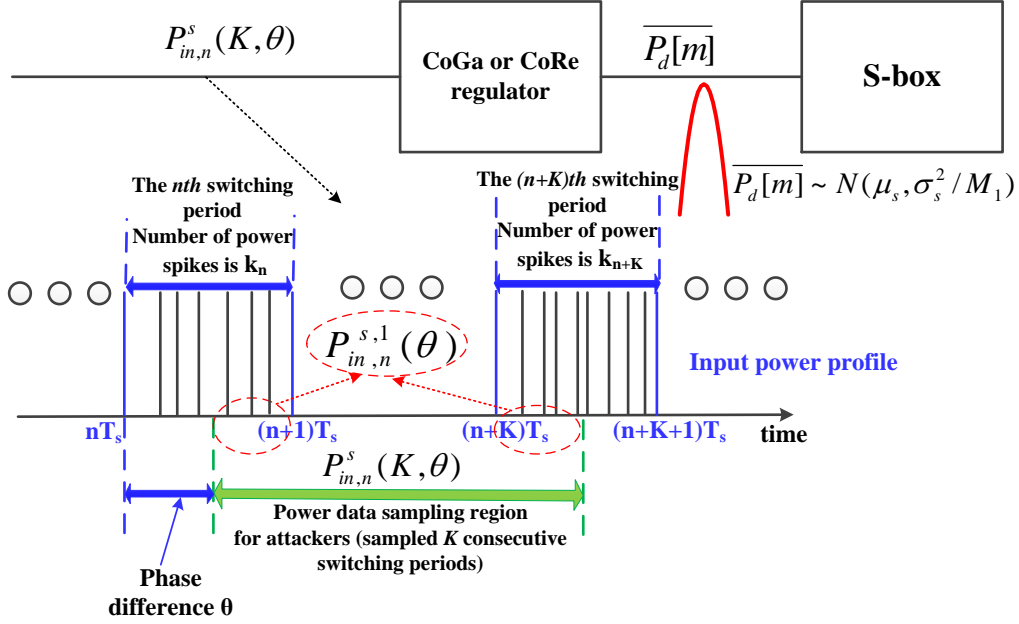 P^s_{in,n}(K,θ)
CoGa or CoRe
regulator
\overline{P_d[m]}
S-box
\overline{P_d[m]} ~ N(μ_s,σ_s^2/M_1)
The nth switching
period
Number of power
spikes is k_n
The (n+K)th switching
period
Number of power
spikes is k_{n+K}
P^{s,1}_{in,n}(θ)
Input power profile
nT_s
(n+1)T_s
(n+K)T_s
(n+K+1)T_s
time
P^s_{in,n}(K,θ)
Power data sampling region
for attackers (sampled K consecutive
switching periods)
Phase
difference θ